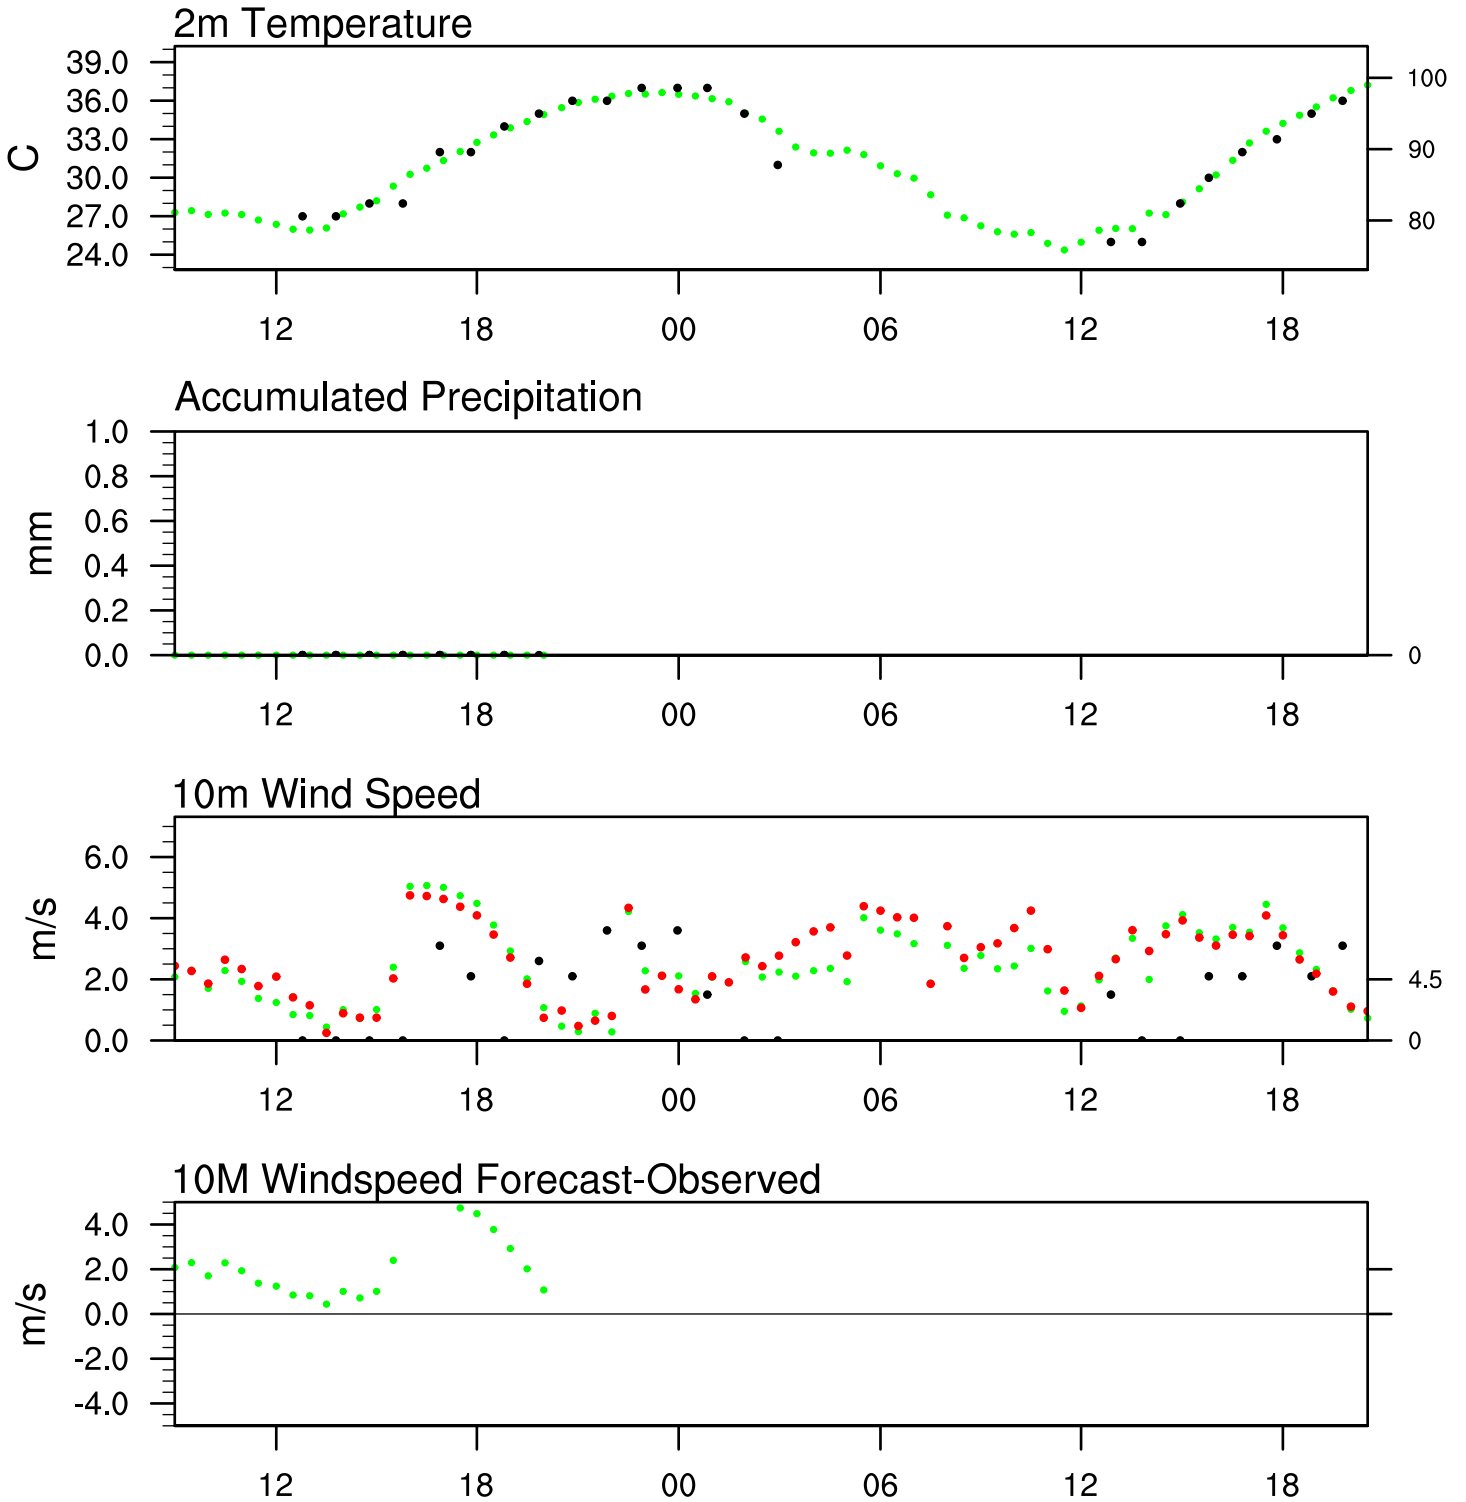 2m Temperature
39.0
36.0
33.0
30.0
27.0
24.0
C
100
90
80
12 18 00 06 12 18
Accumulated Precipitation
1.0
0.8
0.6
0.4
0.2
0.0
mm
0
12 18 00 06 12 18
10m Wind Speed
6.0
4.0
2.0
0.0
m/s
4.5
0
12 18 00 06 12 18
10M Windspeed Forecast-Observed
4.0
2.0
0.0
-2.0
-4.0
m/s
12 18 00 06 12 18